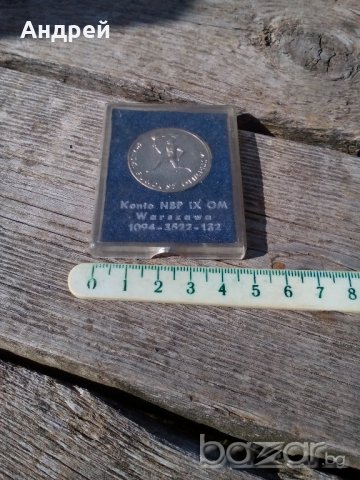 Андрей
Konto NBP IX OM
Warszawa
1094-3522-132
0 1 2 3 4 5 6 7 8
bazar.bg